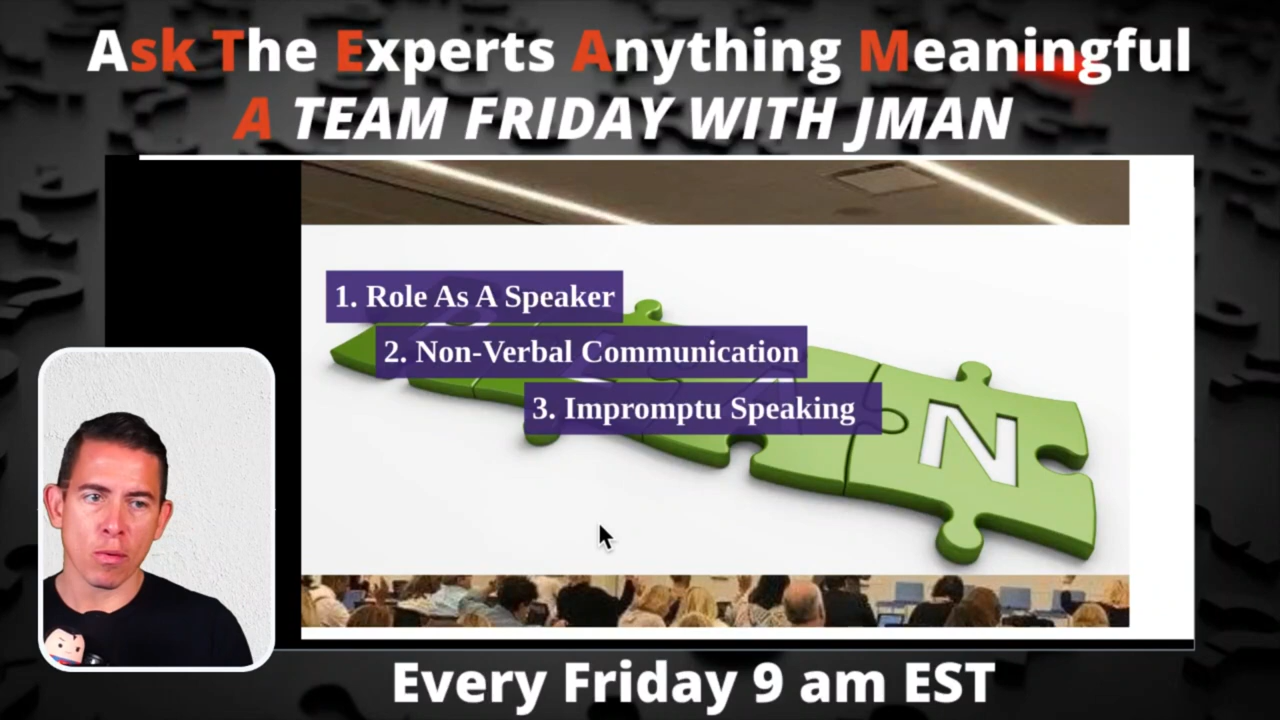 Ask The Experts Anything Meaningful
A TEAM FRIDAY WITH JMAN
1. Role As A Speaker
2. Non-Verbal Communication
3. Impromptu Speaking
N
Every Friday 9 am EST